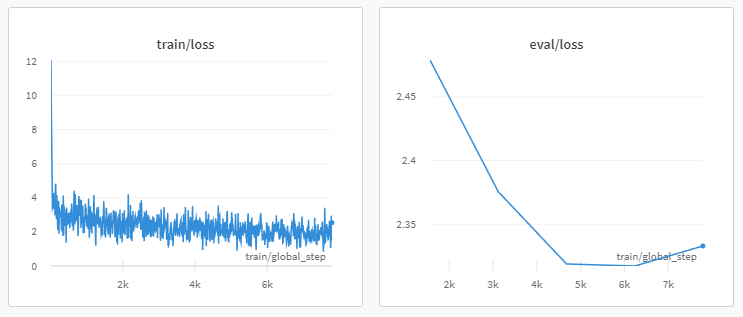 train/loss
12
10
8
6
4
2
0
train/global_step
2k
4k
6k
eval/loss
2.45
2.4
2.35
train/global_step
2k
3k
4k
5k
6k
7k